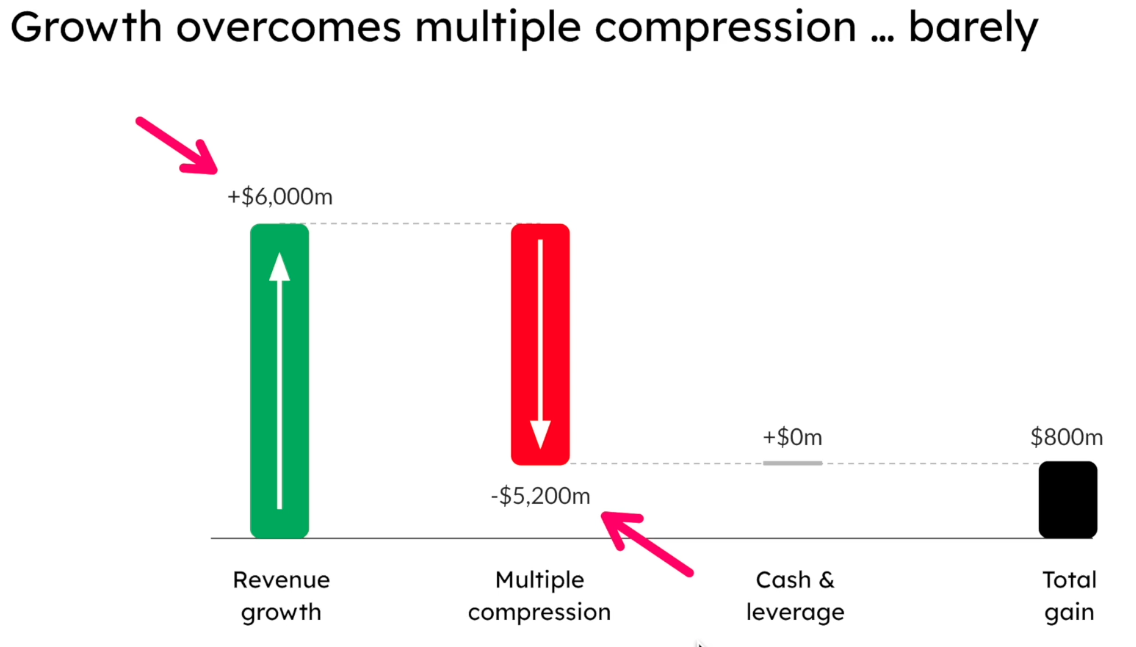 Growth overcomes multiple compression … barely
+$6,000m
+$0m
$800m
-$5,200m
Revenue
growth
Multiple
compression
Cash &
leverage
Total
gain